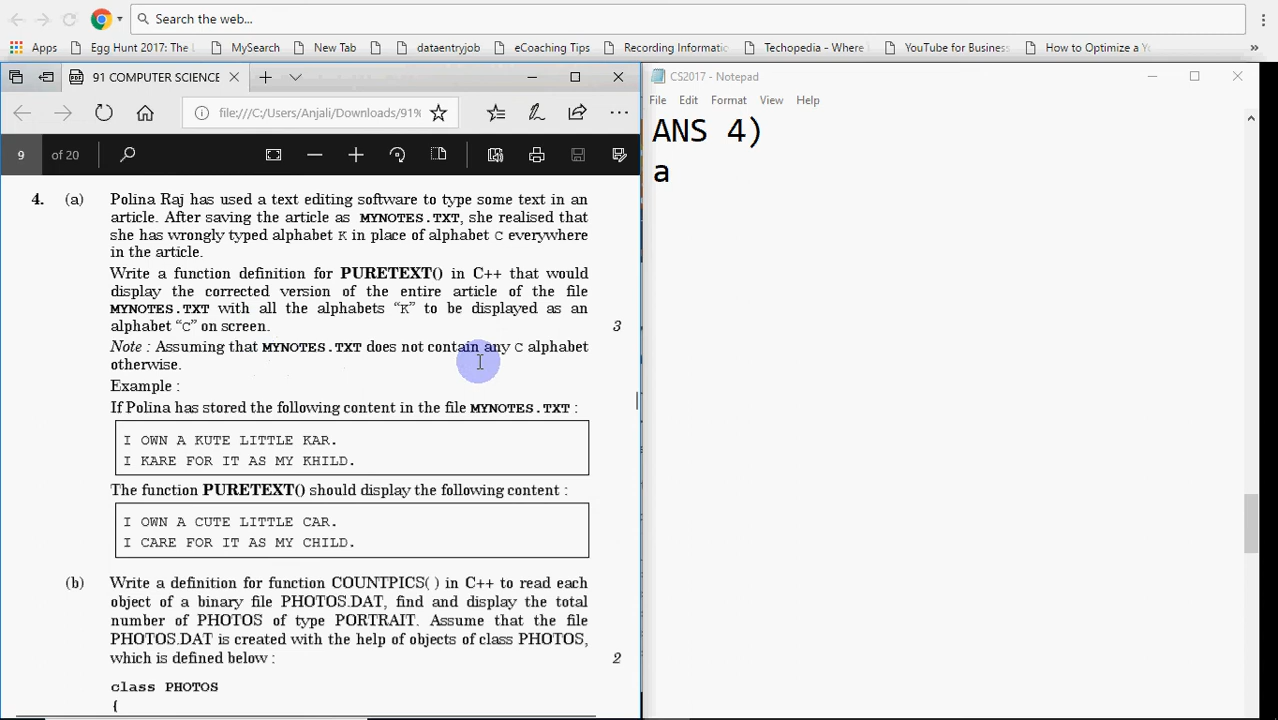 Search the web...
Apps Egg Hunt 2017: The MySearch New Tab dataentryjob eCoaching Tips Recording Informatio Techopedia - Where YouTube for Business How to Optimize a Yo »
91 COMPUTER SCIENCE
file:///C:/Users/Anjali/Downloads/91%
9 of 20
4. (a) Polina Raj has used a text editing software to type some text in an
article. After saving the article as MYNOTES.TXT, she realised that
she has wrongly typed alphabet K in place of alphabet C everywhere
in the article.
Write a function definition for PURETEXT() in C++ that would
display the corrected version of the entire article of the file
MYNOTES.TXT with all the alphabets “K” to be displayed as an
alphabet “C” on screen. 3
Note : Assuming that MYNOTES.TXT does not contain any C alphabet
otherwise.
Example :
If Polina has stored the following content in the file MYNOTES.TXT :
I OWN A KUTE LITTLE KAR.
I KARE FOR IT AS MY KHILD.
The function PURETEXT() should display the following content :
I OWN A CUTE LITTLE CAR.
I CARE FOR IT AS MY CHILD.
(b) Write a definition for function COUNTPICS( ) in C++ to read each
object of a binary file PHOTOS.DAT, find and display the total
number of PHOTOS of type PORTRAIT. Assume that the file
PHOTOS.DAT is created with the help of objects of class PHOTOS,
which is defined below : 2
class PHOTOS
{
CS2017 - Notepad
File Edit Format View Help
ANS 4)
a